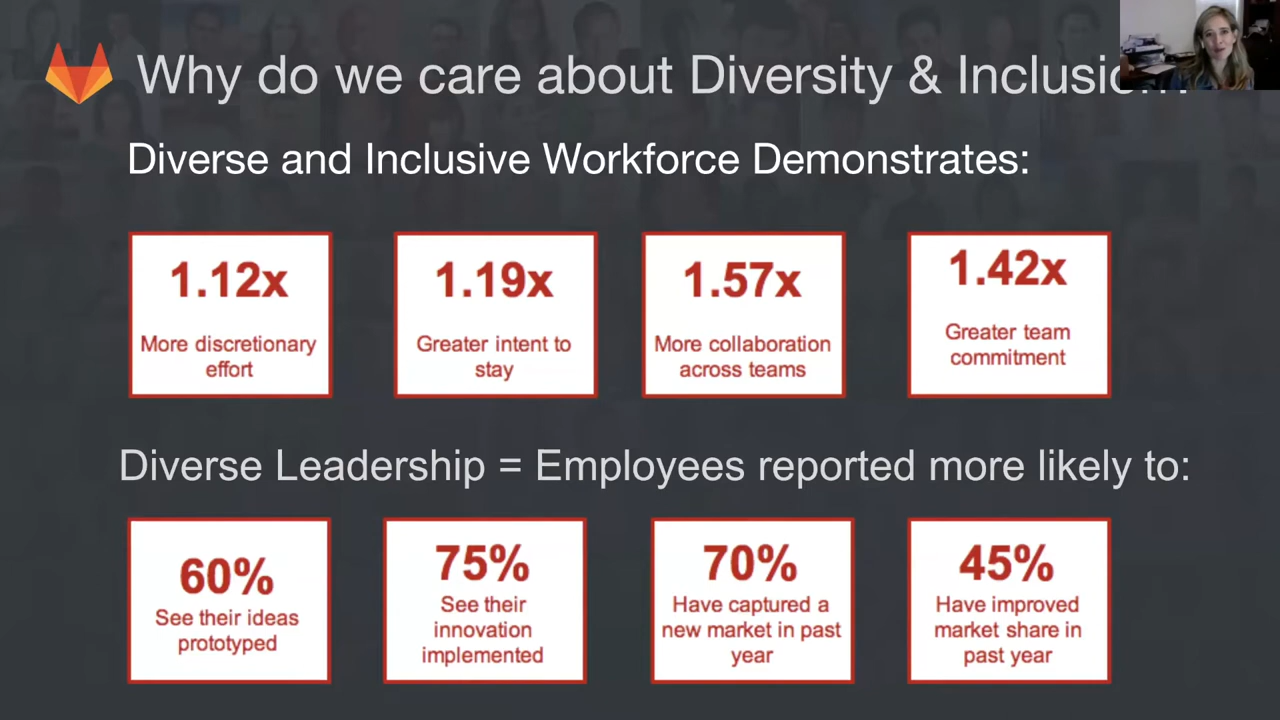 Why do we care about Diversity &
Diverse and Inclusive Workforce Demonstrates:
1.12x
More discretionary
effort
1.19x
Greater intent to
stay
1.57x
More collaboration
across teams
1.42x
Greater team
commitment
Diverse Leadership = Employees reported more likely to:
60%
See their ideas
prototyped
75%
See their
innovation
implemented
70%
Have captured a
new market in past
year
45%
Have improved
market share in
past year